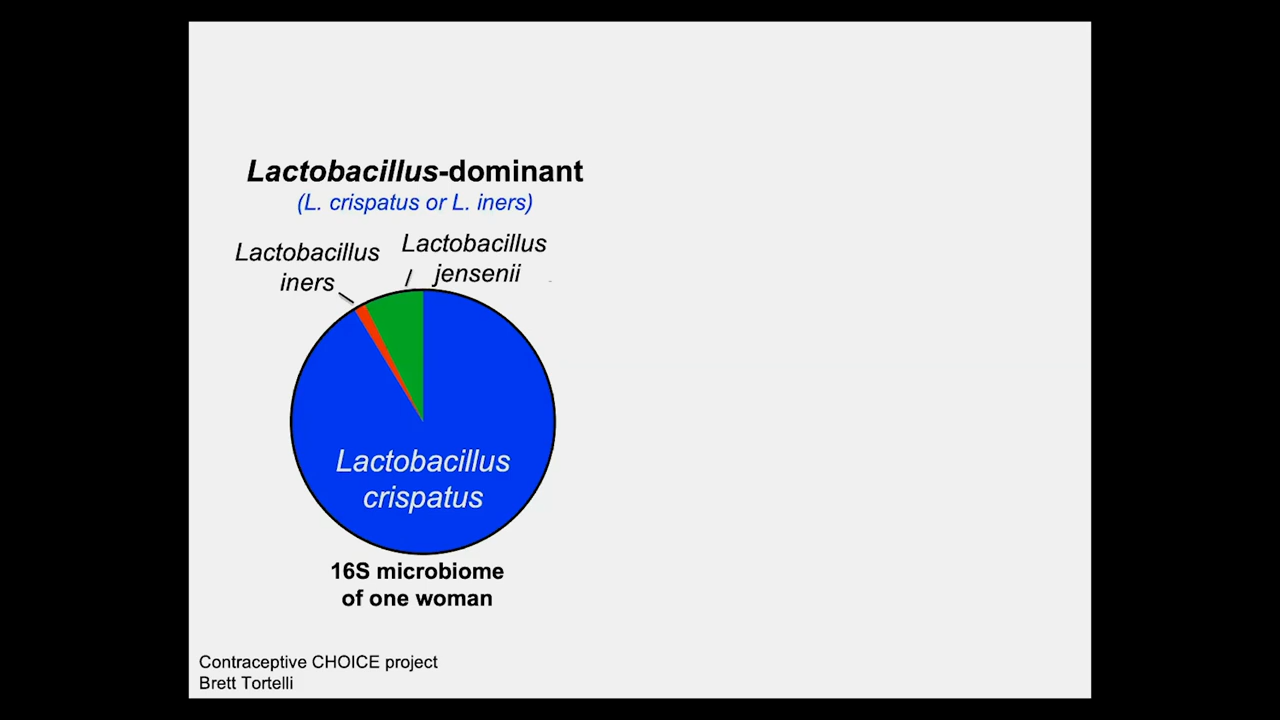 Lactobacillus-dominant
(L. crispatus or L. iners)
Lactobacillus
iners
Lactobacillus
jensenii
Lactobacillus
crispatus
16S microbiome
of one woman
Contraceptive CHOICE project
Brett Tortelli